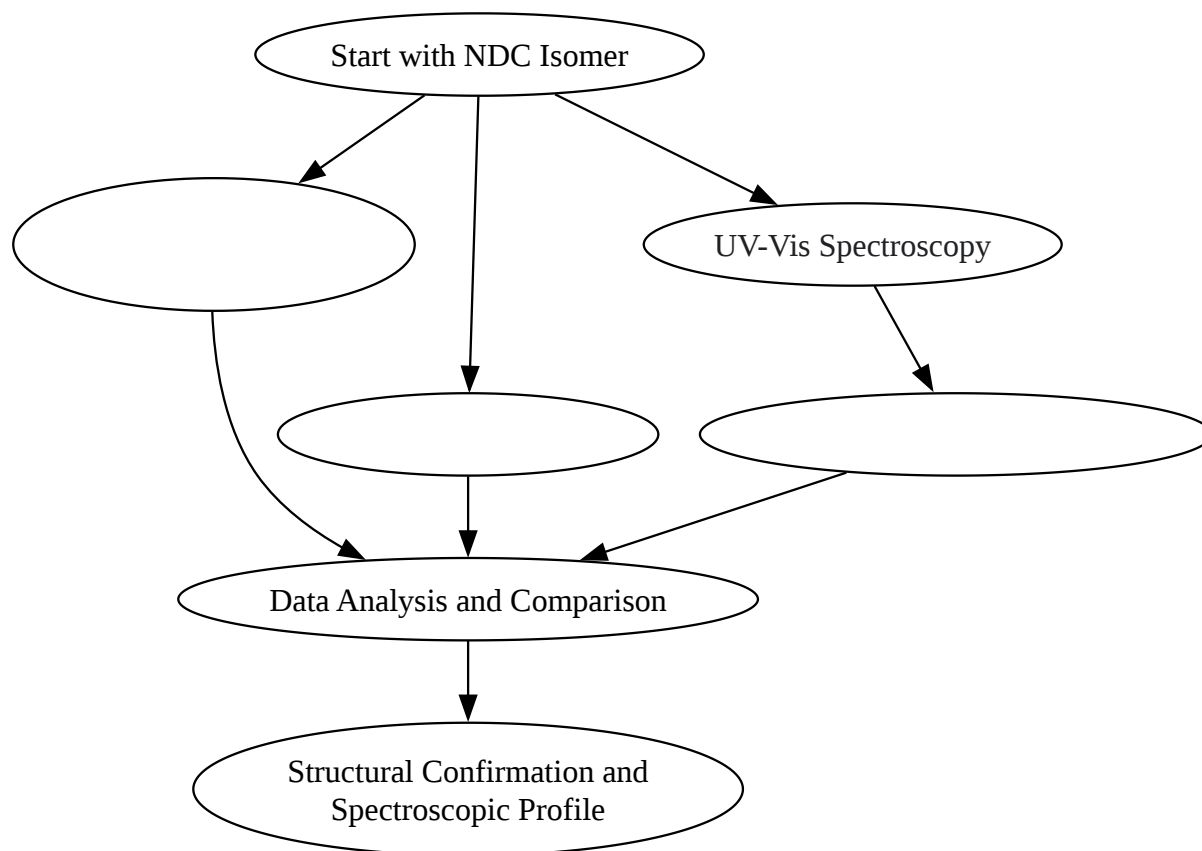 Start with NDC Isomer
UV-Vis Spectroscopy
Data Analysis and Comparison
Structural Confirmation and
Spectroscopic Profile